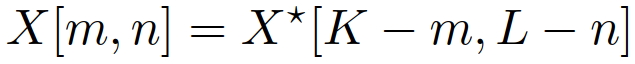 X[m, n] = X⋆[K − m, L − n]